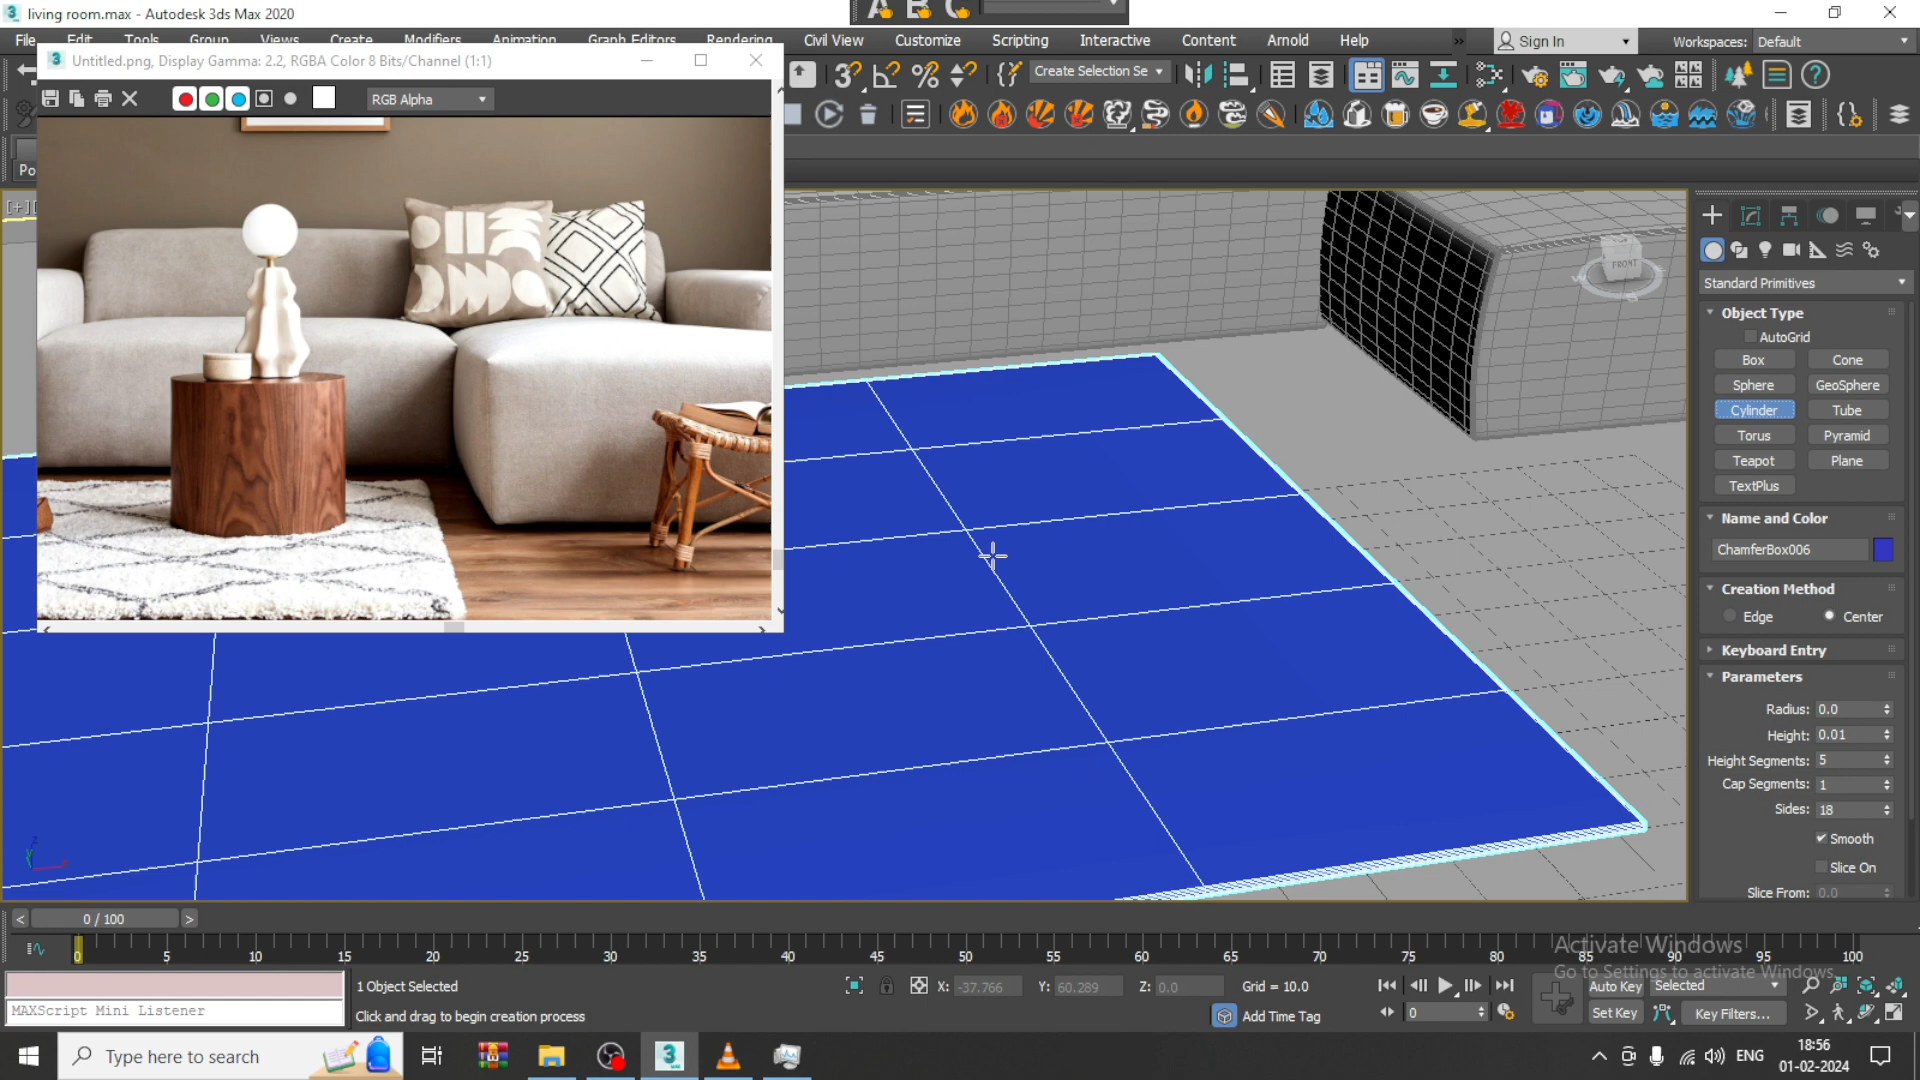 living room.max - Autodesk 3ds Max 2020
File Edit Tools Group Views Create Modifiers Animation Graph Editors Rendering Civil View Customize Scripting Interactive Content Arnold Help
Sign In
Workspaces: Default
Untitled.png, Display Gamma: 2.2, RGBA Color 8 Bits/Channel (1:1)
Create Selection Se
RGB Alpha
Po
[+][
FRONT
Standard Primitives
Object Type
AutoGrid
Box Cone
Sphere GeoSphere
Cylinder Tube
Torus Pyramid
Teapot Plane
TextPlus
Name and Color
ChamferBox006
Creation Method
Edge Center
Keyboard Entry
Parameters
Radius: 0.0
Height: 0.01
Height Segments: 5
Cap Segments: 1
Sides: 18
Smooth
Slice On
Slice From: 0.0
< 0 / 100 >
0 5 10 15 20 25 30 35 40 45 50 55 60 65 70 75 80 85 90 95 100
Activate Windows
Go to Settings to activate Windows.
1 Object Selected
X: -37.766 Y: 60.289 Z: 0.0 Grid = 10.0
Auto Key Selected
MAXScript Mini Listener
Click and drag to begin creation process
Add Time Tag
0
Set Key Key Filters...
Type here to search
ENG
18:56
01-02-2024